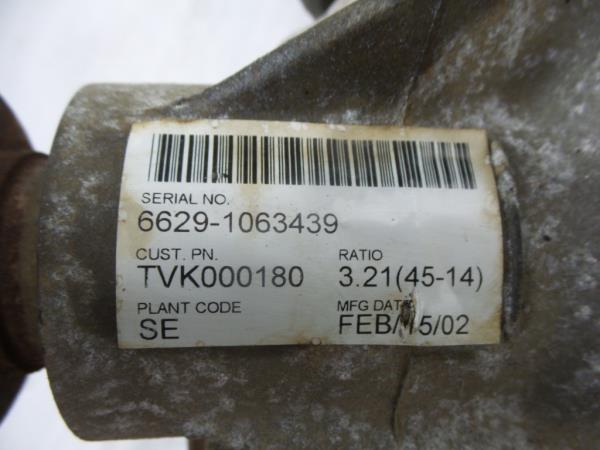 SERIAL NO.
6629-1063439
CUST. PN. RATIO
TVK000180 3.21(45-14)
PLANT CODE MFG DATE
SE FEB/15/02